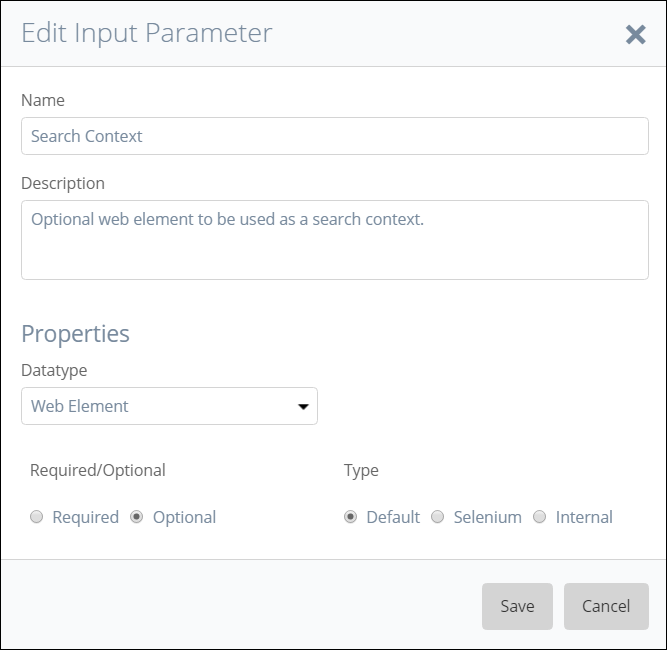 Edit Input Parameter
Name
Search Context
Description
Optional web element to be used as a search context.
Properties
Datatype
Web Element
Required/Optional Type
Required Optional Default Selenium Internal
Save Cancel